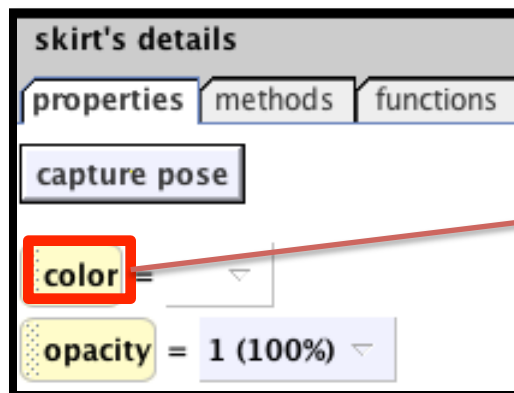 skirt's details
properties methods functions
capture pose
color =
opacity = 1 (100%)